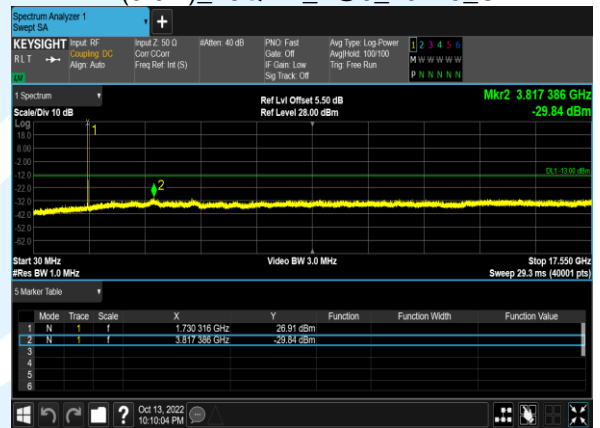 Spectrum Analyzer 1
Swept SA
+
KEYSIGHT
R L T
LW
Input: RF
Coupling: DC
Align: Auto
Input Z: 50 Ω
Corr CCorr
Freq Ref: Int (S)
#Atten: 40 dB
PNO: Fast
Gate: Off
IF Gain: Low
Sig Track: Off
Avg Type: Log-Power
Avg|Hold: 100/100
Trig: Free Run
1 2 3 4 5 6
M W W W W W
P N N N N N
1 Spectrum
Scale/Div 10 dB
Ref Lvl Offset 5.50 dB
Ref Level 28.00 dBm
Mkr2 3.817 386 GHz
-29.84 dBm
Log
18.0
8.00
-2.00
-12.0
-22.0
-32.0
-42.0
-52.0
-62.0
1
2
DL1 -13.00 dBm
Start 30 MHz
#Res BW 1.0 MHz
Video BW 3.0 MHz
Stop 17.550 GHz
Sweep 29.3 ms (40001 pts)
5 Marker Table
Mode Trace Scale X Y Function Function Width Function Value
1 N 1 f 1.730 316 GHz 26.91 dBm
2 N 1 f 3.817 386 GHz -29.84 dBm
3
4
5
6
?
Oct 13, 2022
10:10:04 PM